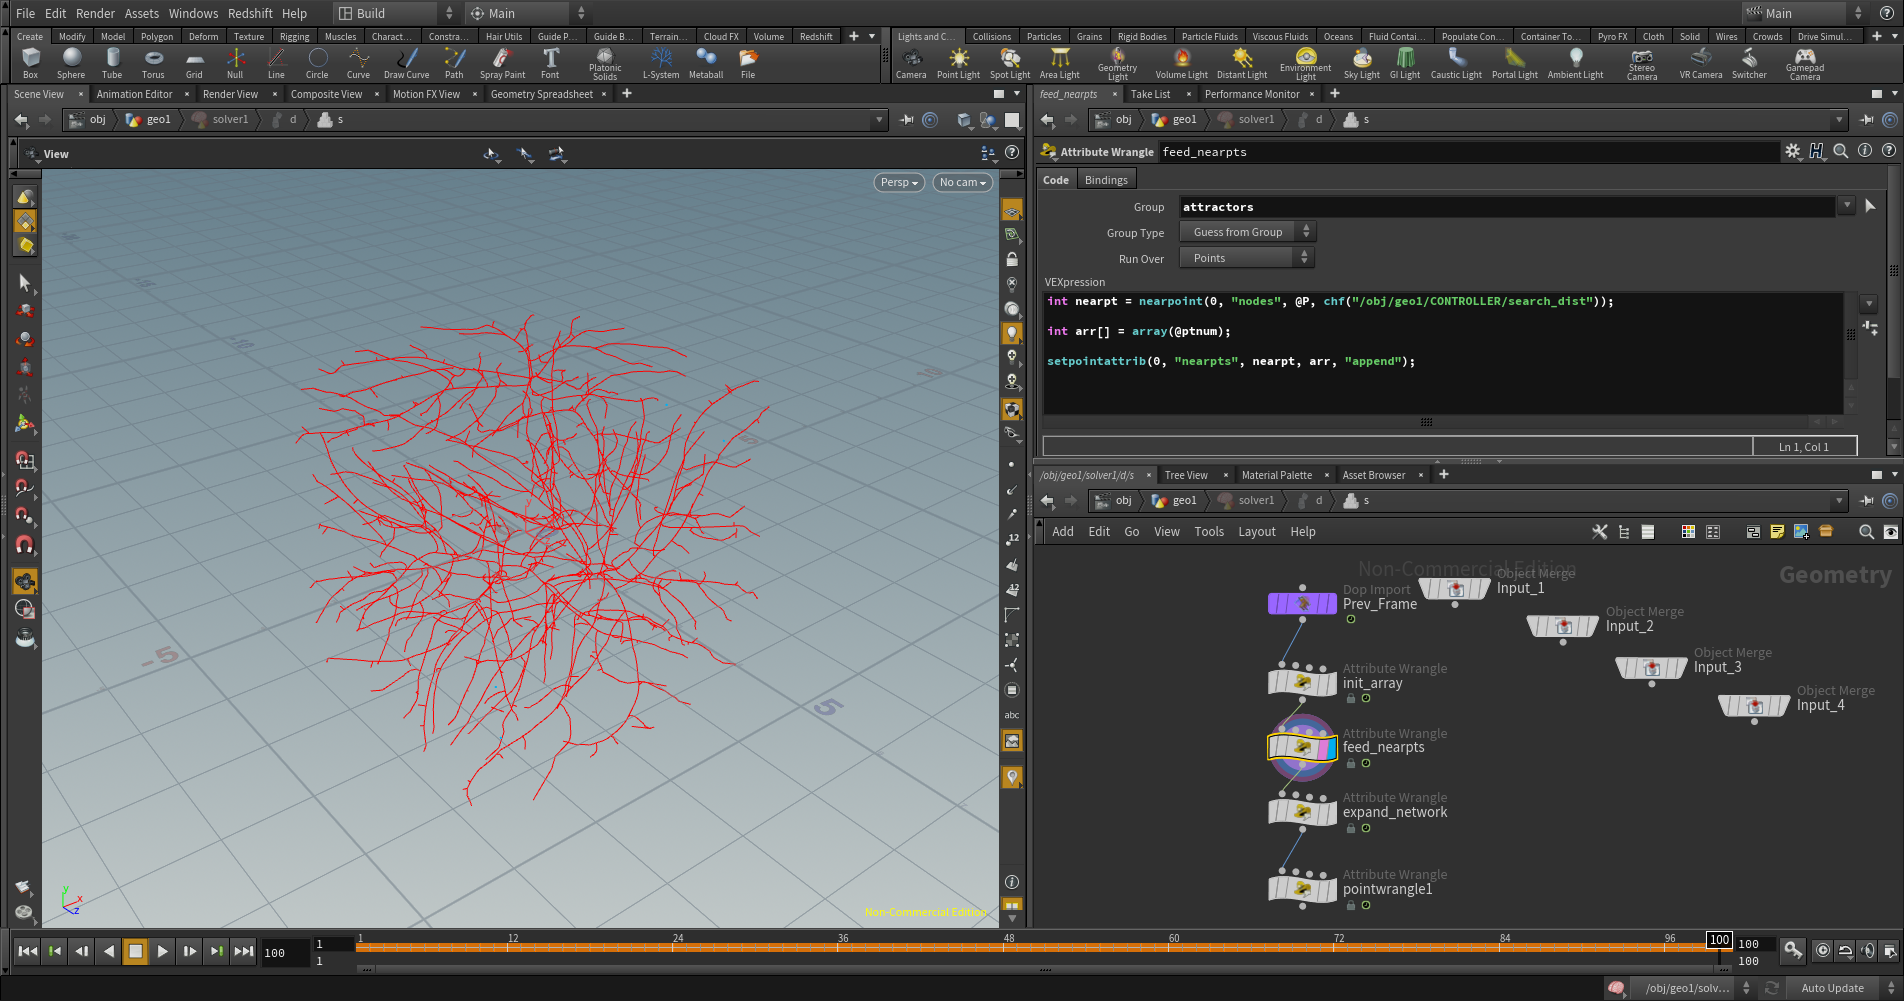 File Edit Render Assets Windows Redshift Help Build Main Main
Create Modify Model Polygon Deform Texture Rigging Muscles Charact... Constra... Hair Utils Guide P... Guide B... Terrain... Cloud FX Volume Redshift
Lights and C... Collisions Particles Grains Rigid Bodies Particle Fluids Viscous Fluids Oceans Fluid Contai... Populate Con... Container To... Pyro FX Cloth Solid Wires Crowds Drive Simul...
Box Sphere Tube Torus Grid Null Line Circle Curve Draw Curve Path Spray Paint Font Platonic Solids L-System Metaball File
Camera Point Light Spot Light Area Light Geometry Light Volume Light Distant Light Environment Light Sky Light GI Light Caustic Light Portal Light Ambient Light Stereo Camera VR Camera Switcher Gamepad Camera
Scene View Animation Editor Render View Composite View Motion FX View Geometry Spreadsheet
obj geo1 solver1 d s
View
Persp No cam
-10
-10
-5
5
abc
12
12
y
x
z
Non-Commercial Edition
feed_nearpts Take List Performance Monitor
obj geo1 solver1 d s
Attribute Wrangle feed_nearpts
Code Bindings
Group attractors
Group Type Guess from Group
Run Over Points
VEXpression
int nearpt = nearpoint(0, "nodes", @P, chf("/obj/geo1/CONTROLLER/search_dist"));
int arr[] = array(@ptnum);
setpointattrib(0, "nearpts", nearpt, arr, "append");
Ln 1, Col 1
/obj/geo1/solver1/d/s Tree View Material Palette Asset Browser
obj geo1 solver1 d s
Add Edit Go View Tools Layout Help
Non-Commercial Edition
Geometry
Dop Import
Prev_Frame
Object Merge
Input_1
Object Merge
Input_2
Object Merge
Input_3
Object Merge
Input_4
Attribute Wrangle
init_array
Attribute Wrangle
feed_nearpts
Attribute Wrangle
expand_network
Attribute Wrangle
pointwrangle1
100
1
1
1 12 24 36 48 60 72 84 96 100
100
100
/obj/geo1/solv... Auto Update